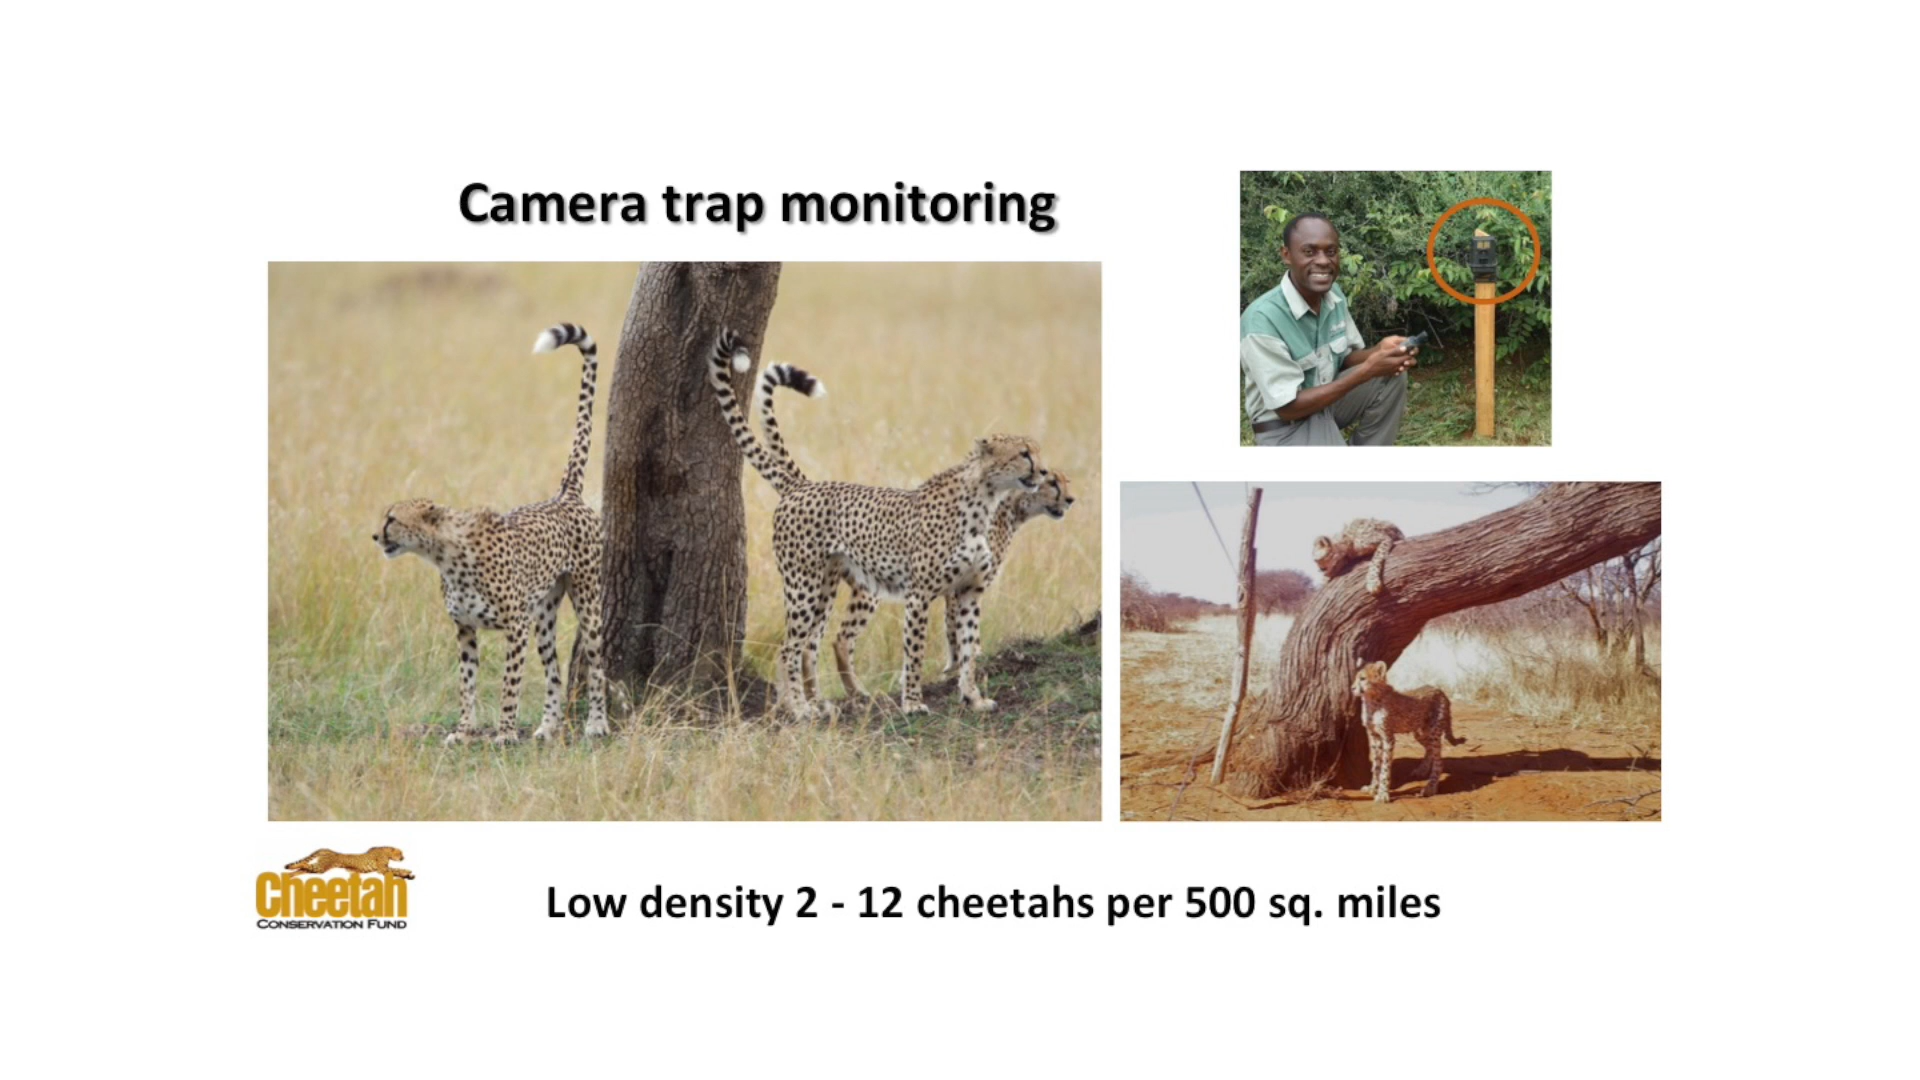 Camera trap monitoring
Cheetah
CONSERVATION FUND
Low density 2 - 12 cheetahs per 500 sq. miles